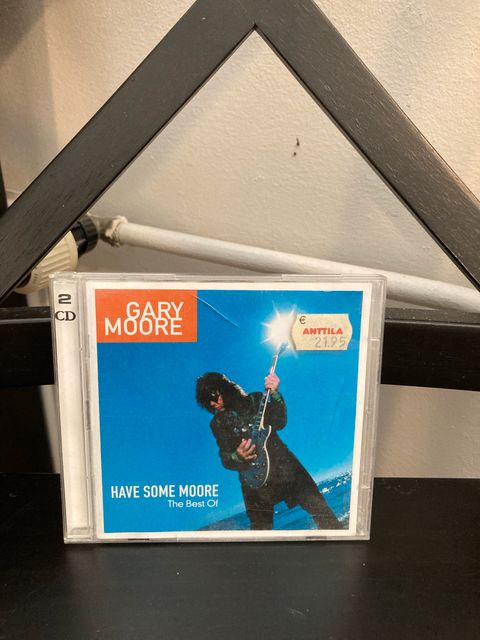 2
CD
GARY
MOORE
€
ANTTILA
21.95
HAVE SOME MOORE
The Best Of